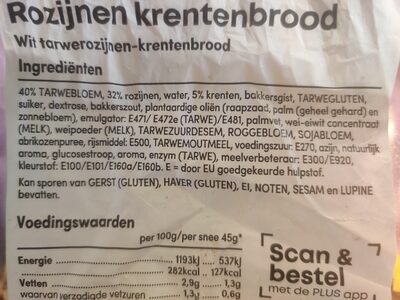 Rozijnen krentenbrood
Wit tarwerozijnen-krentenbrood
Ingrediënten
40% TARWEBLOEM, 32% rozijnen, water, 5% krenten, bakkersgist, TARWEGLUTEN,
suiker, dextrose, bakkerszout, plantaardige oliën (raapzaad, palm (geheel gehard) en
zonnebloem), emulgator: E471/ E472e (TARWE)/E481, palmvet, wei-eiwit concentraat
(MELK), weipoeder (MELK), TARWEZUURDESEM, ROGGEBLOEM, SOJABLOEM,
abrikozenpuree, rijsmiddel: E500, TARWEMOUTMEEL, voedingszuur: E270, azijn, natuurlijk
aroma, glucosestroop, aroma, enzym (TARWE), meelverbeteraar: E300/E920,
kleurstof: E100/E101/E160a/E160b. E = door EU goedgekeurde hulpstof.
Kan sporen van GERST (GLUTEN), HAVER (GLUTEN), EI, NOTEN, SESAM en LUPINE
bevatten.
Voedingswaarden
per 100g/per snee 45g*
Energie 1193kJ 537kJ
282kcal 127kcal
Vetten 2,9g 1,3g
waarvan verzadigde vetzuren 1,3g 0,6g
Scan &
bestel
met de PLUS app